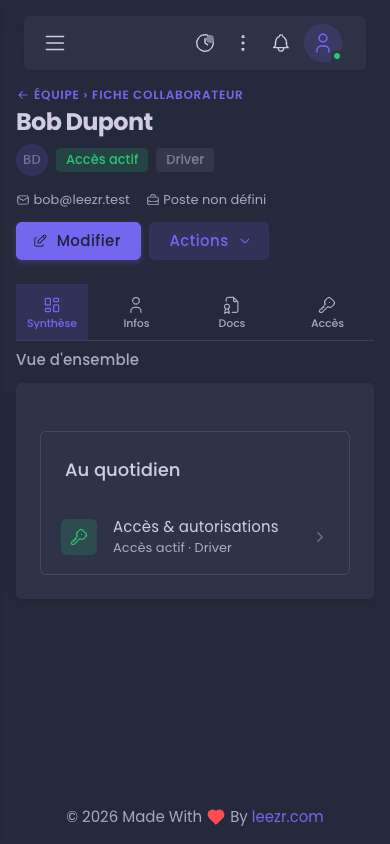 ← ÉQUIPE › FICHE COLLABORATEUR
Bob Dupont
BD Accès actif Driver
bob@leezr.test Poste non défini
Modifier Actions
Synthèse Infos Docs Accès
Vue d'ensemble
Au quotidien
Accès & autorisations
Accès actif · Driver
© 2026 Made With ❤️ By leezr.com